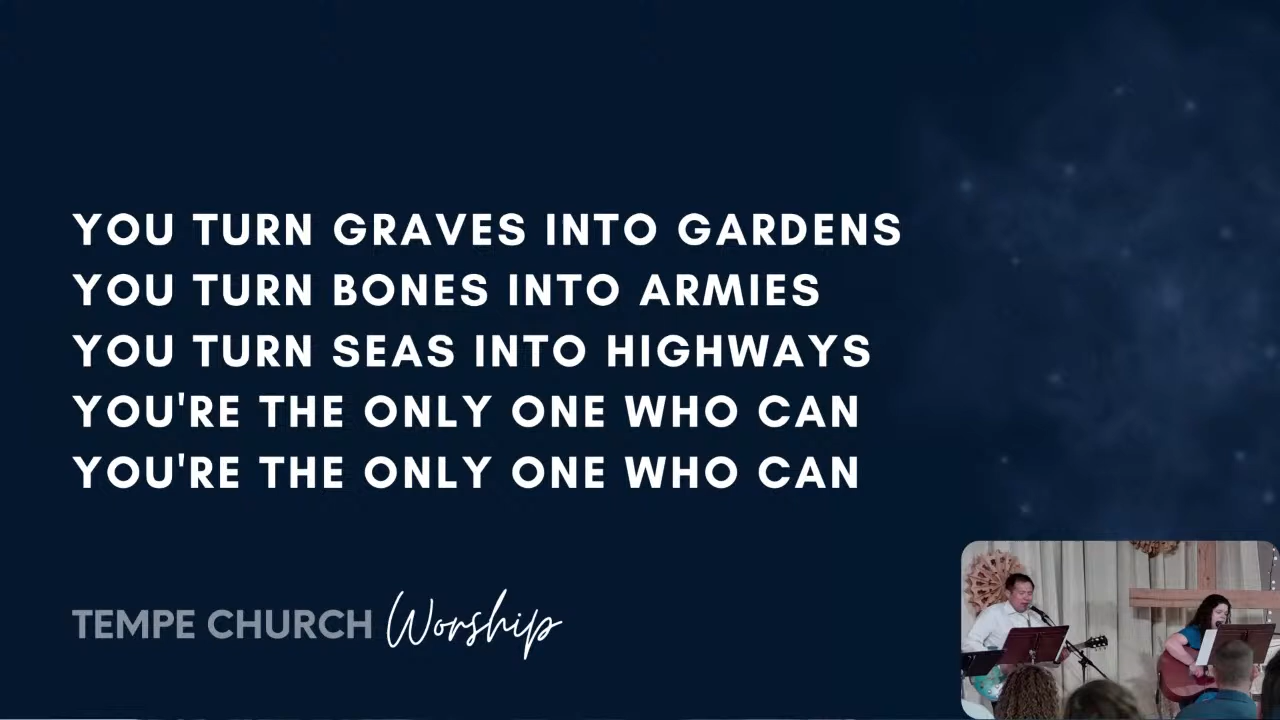 YOU TURN GRAVES INTO GARDENS
YOU TURN BONES INTO ARMIES
YOU TURN SEAS INTO HIGHWAYS
YOU'RE THE ONLY ONE WHO CAN
YOU'RE THE ONLY ONE WHO CAN
TEMPE CHURCH Worship